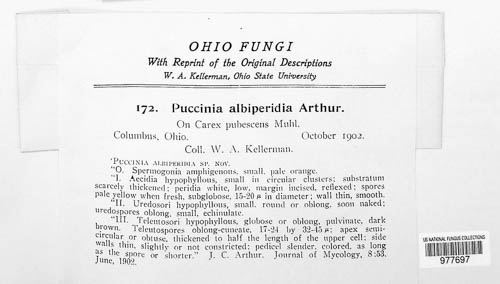 OHIO FUNGI
With Reprint of the Original Descriptions
W. A. Kellerman, Ohio State University
172. Puccinia albiperidia Arthur.
On Carex pubescens Muhl.
Columbus, Ohio. October 1902.
Coll. W. A. Kellerman.
'PUCCINIA ALBIPERIDIA SP. NOV.
"O. Spermogonia amphigenous, small, pale orange.
"I. Aecidia hypophyllous, small in circular clusters; substratum
scarcely thickened; peridia white, low, margin incised, reflexed; spores
pale yellow when fresh, subglobose, 15-20 µ in diameter; wall thin, smooth.
"II. Uredosori hypophyllous, small, round or oblong, soon naked;
uredospores oblong, small, echinulate.
"III. Teleutosori hypophyllous, globose or oblong, pulvinate, dark
brown. Teleutospores oblong-cuneate, 17-24 by 32-45 µ; apex semi-
circular or obtuse, thickened to half the length of the upper cell; side
walls thin, slightly or not constricted; pedicel slender, colored, as long
as the spore or shorter." J. C. Arthur. Journal of Mycology, 8:53.
June, 1902.
US NATIONAL FUNGUS COLLECTIONS
977697